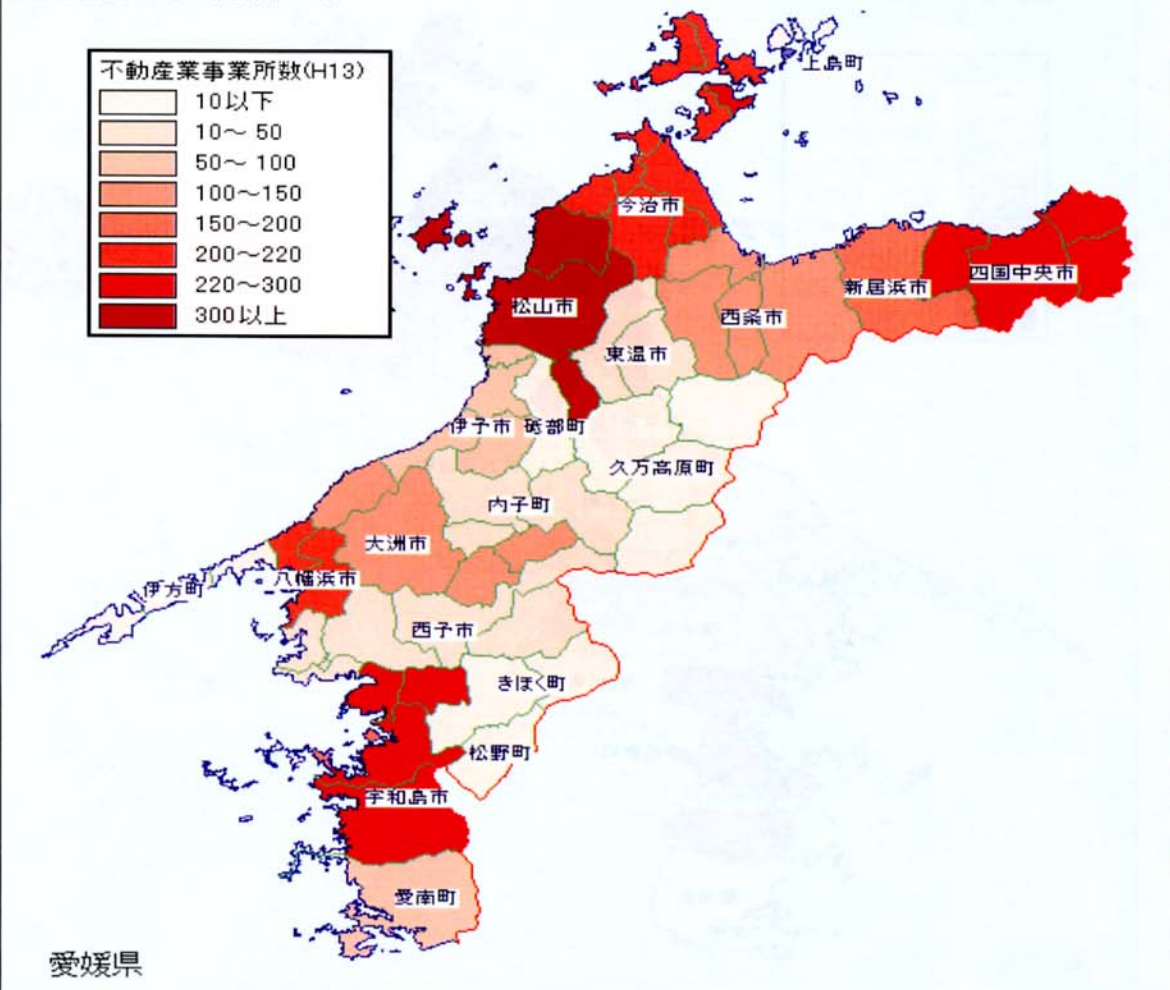 不動産業事業所数(H13)
10以下
10～50
50～100
100～150
150～200
200～220
220～300
300以上
上島町
今治市
四国中央市
新居浜市
松山市
西条市
東温市
伊予市
砥部町
久万高原町
内子町
大洲市
八幡浜市
伊方町
西予市
きほく町
松野町
宇和島市
愛南町
愛媛県